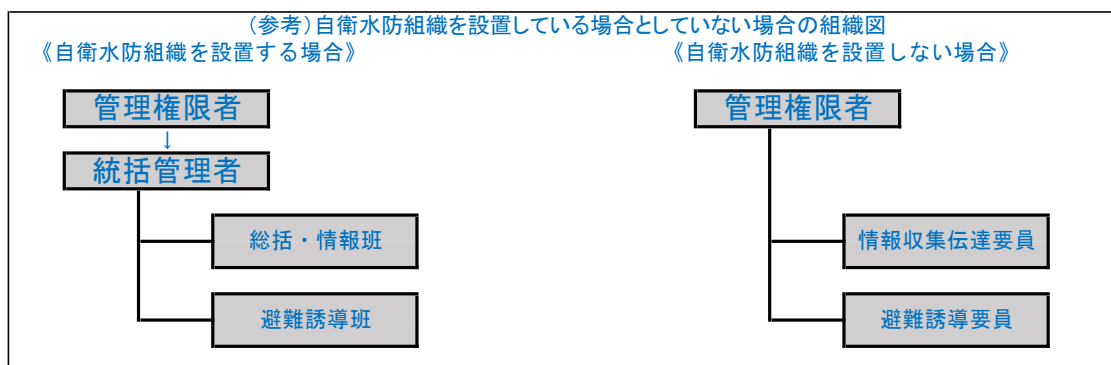 (参考)自衛水防組織を設置している場合としていない場合の組織図
《自衛水防組織を設置する場合》
《自衛水防組織を設置しない場合》
管理権限者
↓
統括管理者
総括・情報班
避難誘導班
管理権限者
情報収集伝達要員
避難誘導要員